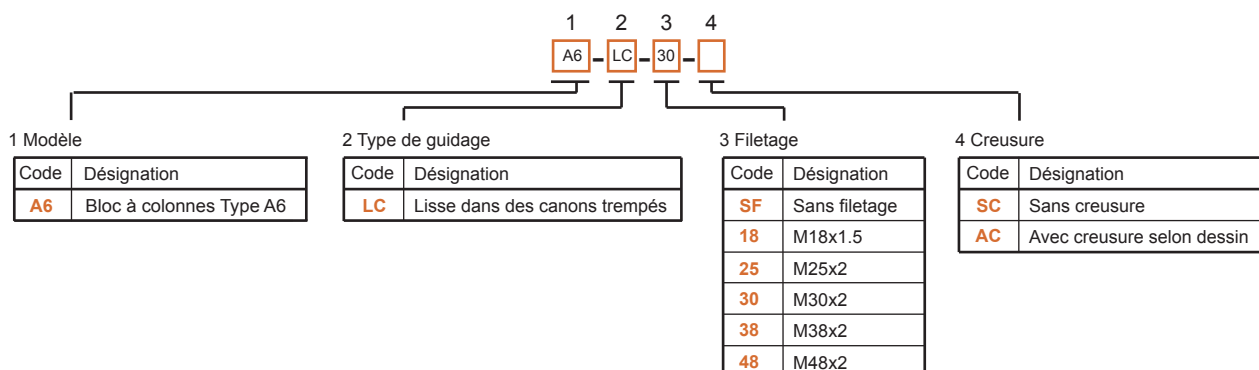 1 2 3 4
A6 - LC - 30 -
1 Modèle
Code Désignation
A6 Bloc à colonnes Type A6
2 Type de guidage
Code Désignation
LC Lisse dans des canons trempés
3 Filetage
Code Désignation
SF Sans filetage
18 M18x1.5
25 M25x2
30 M30x2
38 M38x2
48 M48x2
4 Creusure
Code Désignation
SC Sans creusure
AC Avec creusure selon dessin